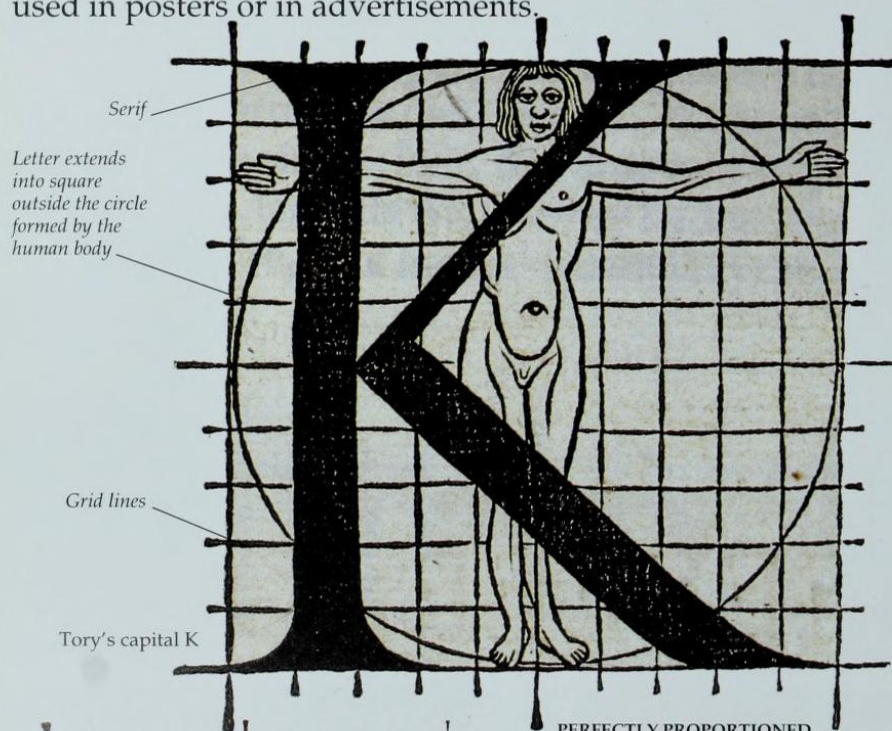 used in posters or in advertisements.
Serif
Letter extends
into square
outside the circle
formed by the
human body
Grid lines
Tory's capital K
PERFECTLY PROPORTIONED